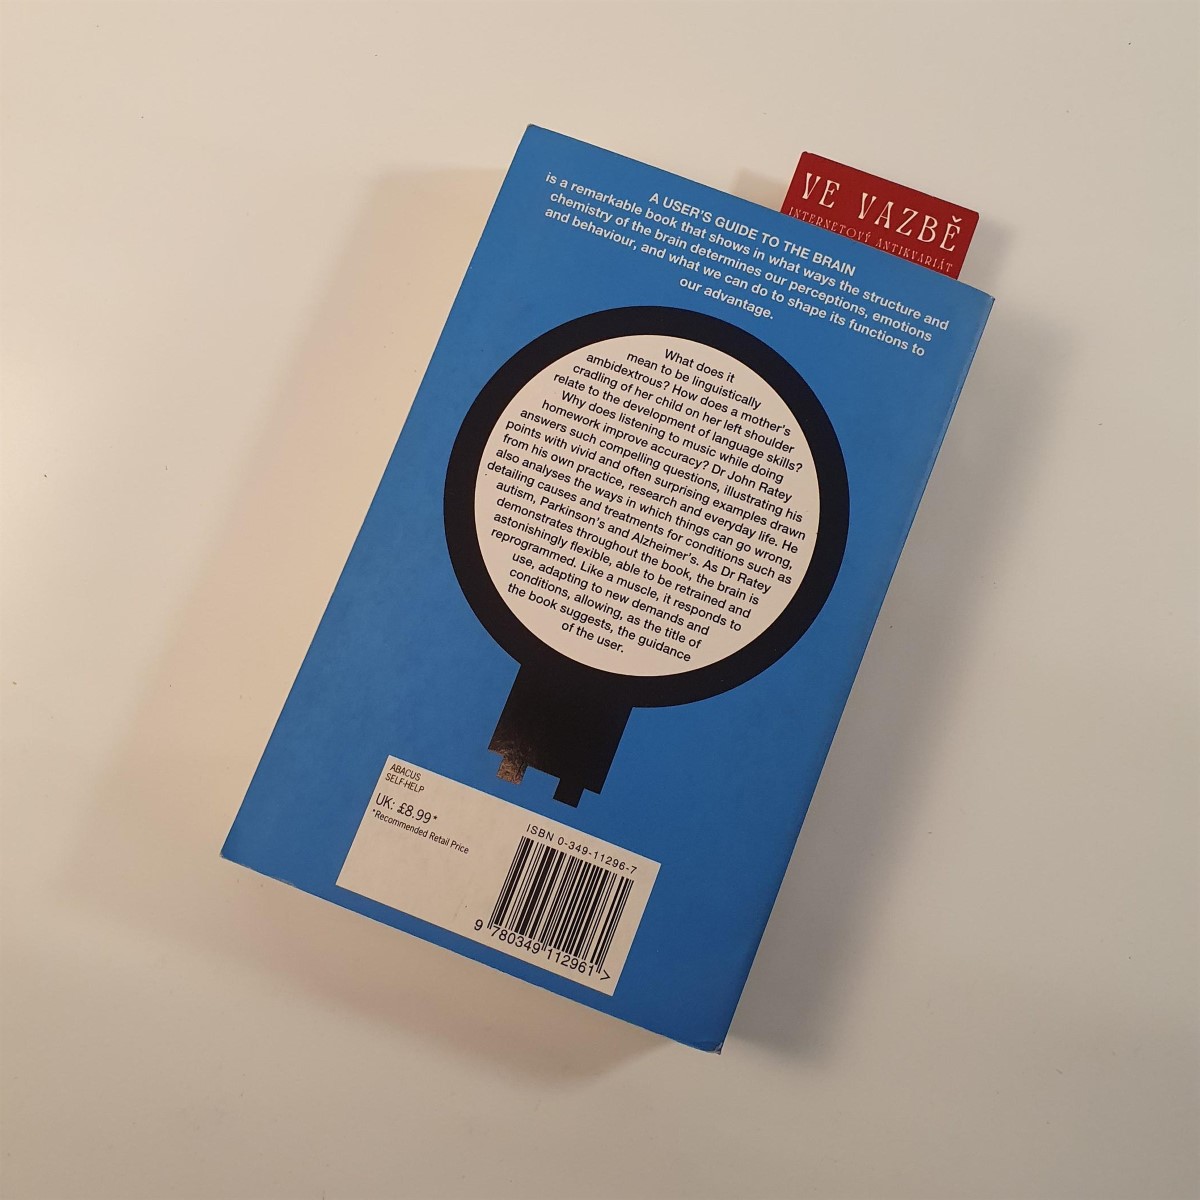 VE VAZBĚ
INTERNETOVÝ ANTIKVARIÁT
A USER'S GUIDE TO THE BRAIN
is a remarkable book that shows in what ways the structure and
chemistry of the brain determines our perceptions, emotions
and behaviour, and what we can do to shape its functions to
our advantage.
What does it
mean to be linguistically
ambidextrous? How does a mother's
cradling of her child on her left shoulder
relate to the development of language skills?
Why does listening to music while doing
homework improve accuracy? Dr John Ratey
answers such compelling questions, illustrating his
points with vivid and often surprising examples drawn
from his own practice, research and everyday life. He
also analyses the ways in which things can go wrong,
detailing causes and treatments for conditions such as
autism, Parkinson's and Alzheimer's. As Dr Ratey
demonstrates throughout the book, the brain is
astonishingly flexible, able to be retrained and
reprogrammed. Like a muscle, it responds to
use, adapting to new demands and
conditions, allowing, as the title of
the book suggests, the guidance
of the user.
ABACUS
SELF-HELP
UK: £8.99*
*Recommended Retail Price
ISBN 0-349-11296-7
9 780349 112961